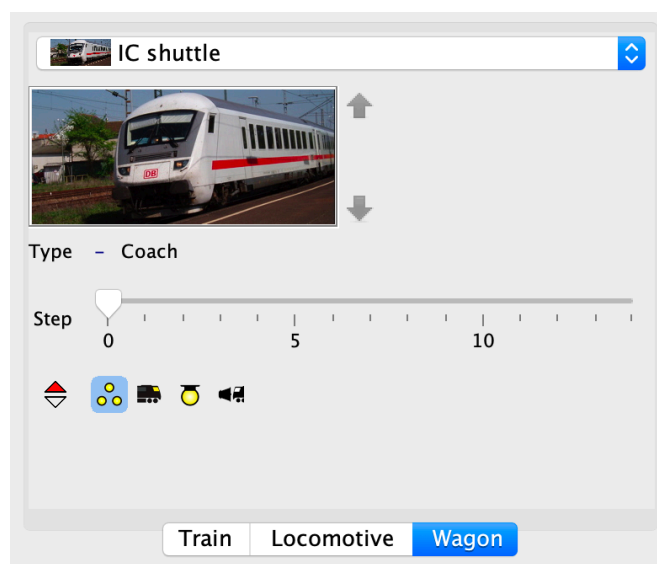 IC shuttle
DB
Type – Coach
Step
0 5 10
Train Locomotive Wagon